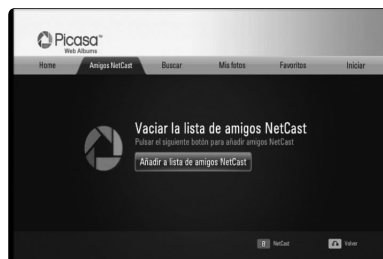 Picasa™
Web Albums
Home Amigos NetCast Buscar Mis fotos Favoritos Iniciar
Vaciar la lista de amigos NetCast
Pulsar el siguiente botón para añadir amigos NetCast
Añadir a lista de amigos NetCast
NetCast Volver